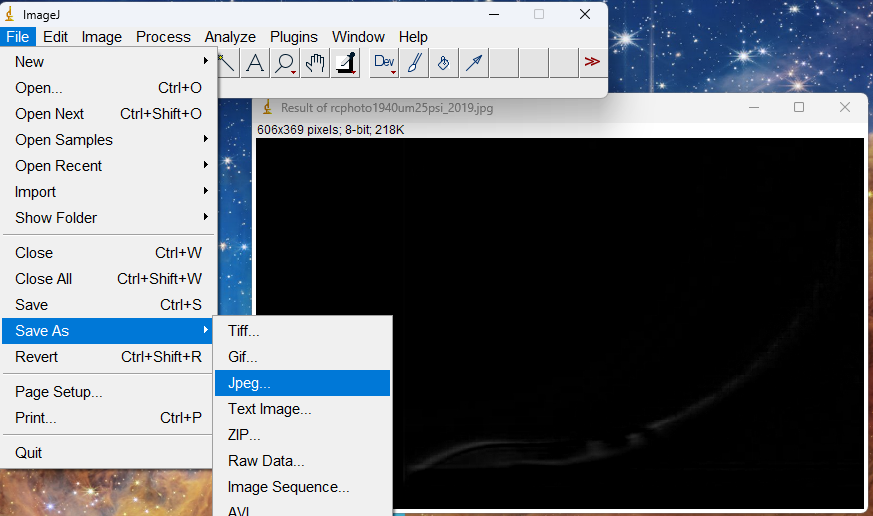 ImageJ
File Edit Image Process Analyze Plugins Window Help
A Dev >>
New
Open... Ctrl+O
Open Next Ctrl+Shift+O
Open Samples
Open Recent
Import
Show Folder
Close Ctrl+W
Close All Ctrl+Shift+W
Save Ctrl+S
Save As
Revert Ctrl+Shift+R
Page Setup...
Print... Ctrl+P
Quit
Tiff...
Gif...
Jpeg...
Text Image...
ZIP...
Raw Data...
Image Sequence...
AVI
Result of rcphoto1940um25psi_2019.jpg
606x369 pixels; 8-bit; 218K